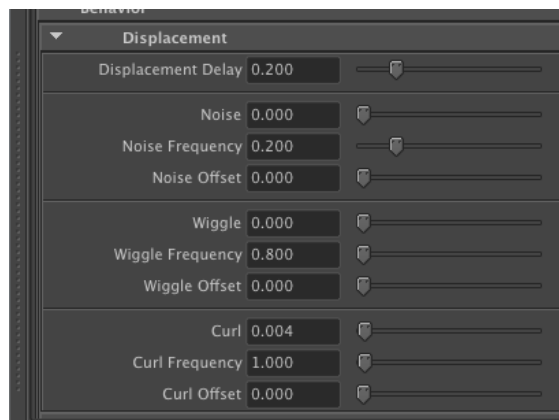 Behavior
Displacement
Displacement Delay 0.200
Noise 0.000
Noise Frequency 0.200
Noise Offset 0.000
Wiggle 0.000
Wiggle Frequency 0.800
Wiggle Offset 0.000
Curl 0.004
Curl Frequency 1.000
Curl Offset 0.000